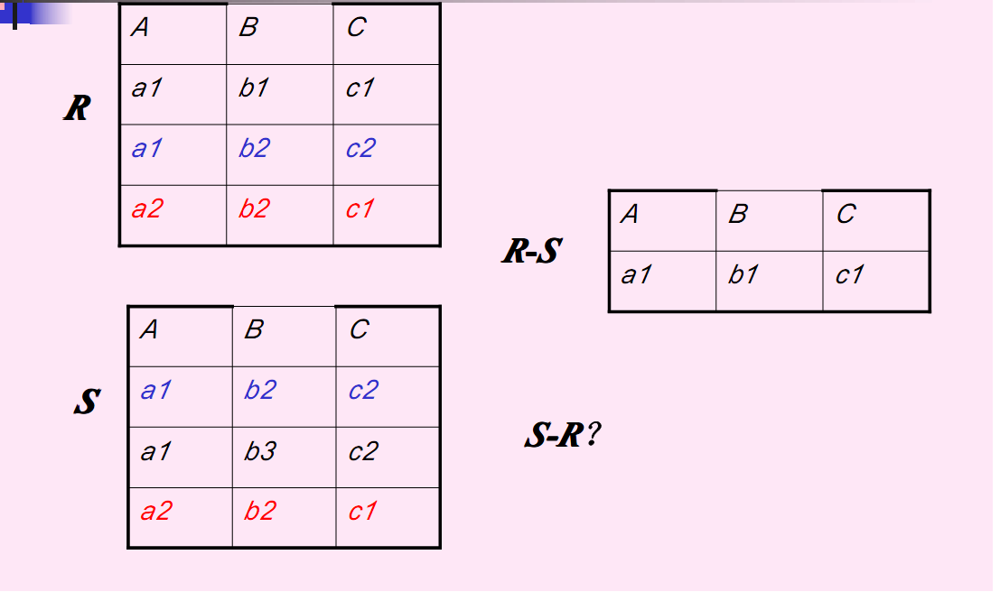 A B C
R
a1 b1 c1
a1 b2 c2
a2 b2 c1
R-S
A B C
a1 b1 c1
S
A B C
a1 b2 c2
a1 b3 c2
a2 b2 c1
S-R?